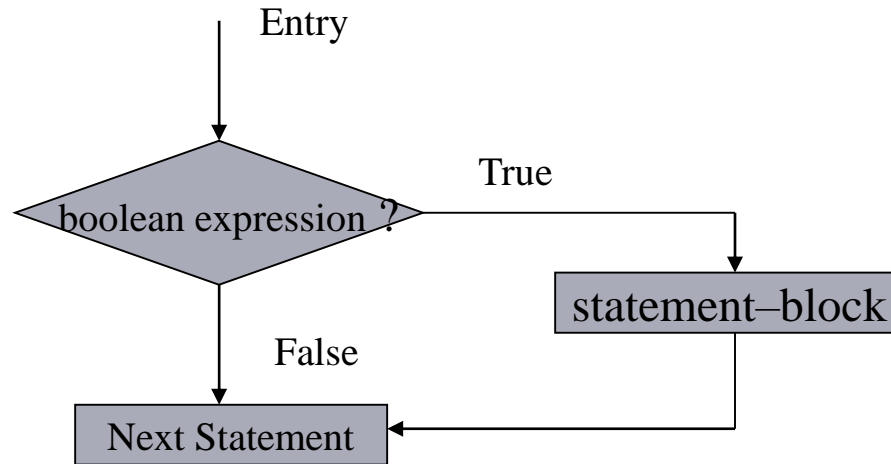 Entry
True
boolean expression ?
statement–block
False
Next Statement